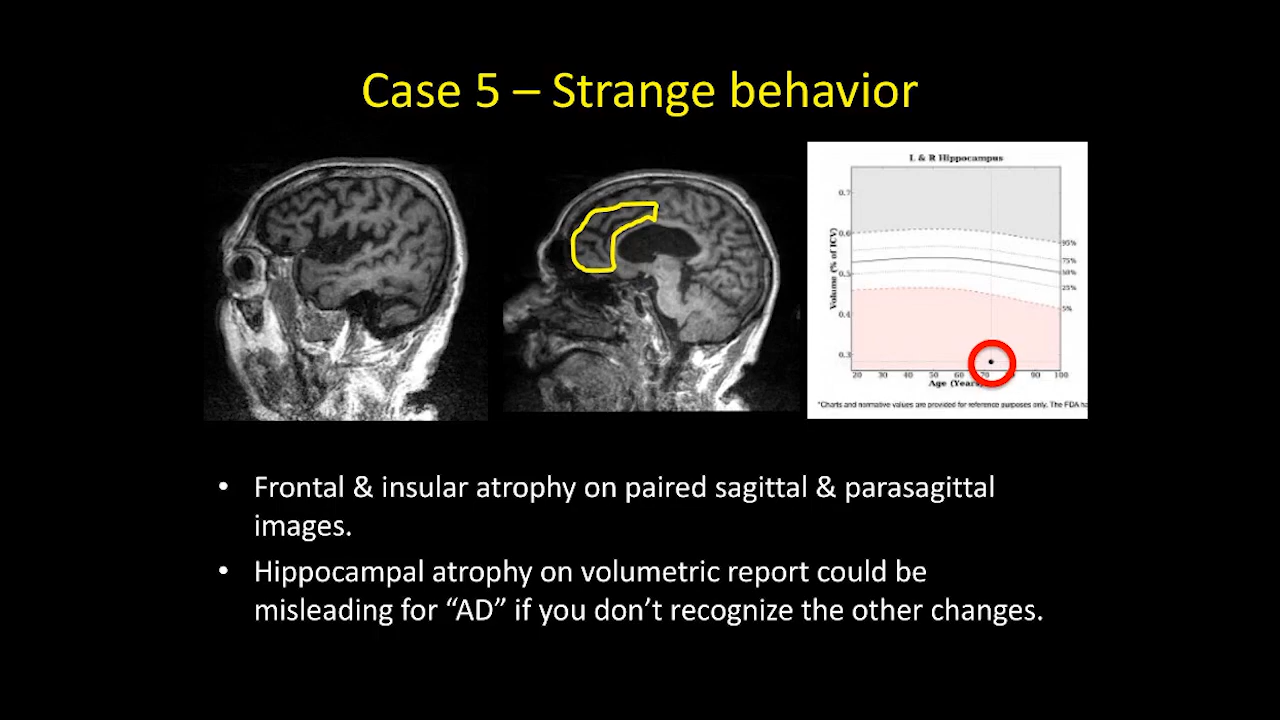 Case 5 – Strange behavior
L & R Hippocampus
Volume (% of ICV)
0.7
0.6
0.5
0.4
0.3
95%
75%
50%
25%
5%
20 30 40 50 60 90 100
Age (Years)
*Charts and normative values are provided for reference purposes only. The FDA
• Frontal & insular atrophy on paired sagittal & parasagittal
images.
• Hippocampal atrophy on volumetric report could be
misleading for “AD” if you don’t recognize the other changes.